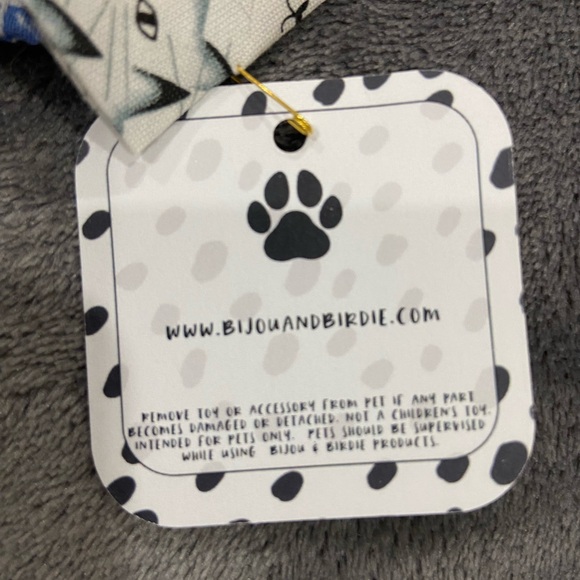 WWW.BIJOUANDBIRDIE.COM
REMOVE TOY OR ACCESSORY FROM PET IF ANY PART
BECOMES DAMAGED OR DETACHED. NOT A CHILDREN'S TOY.
INTENDED FOR PETS ONLY. PETS SHOULD BE SUPERVISED
WHILE USING BIJOU & BIRDIE PRODUCTS.